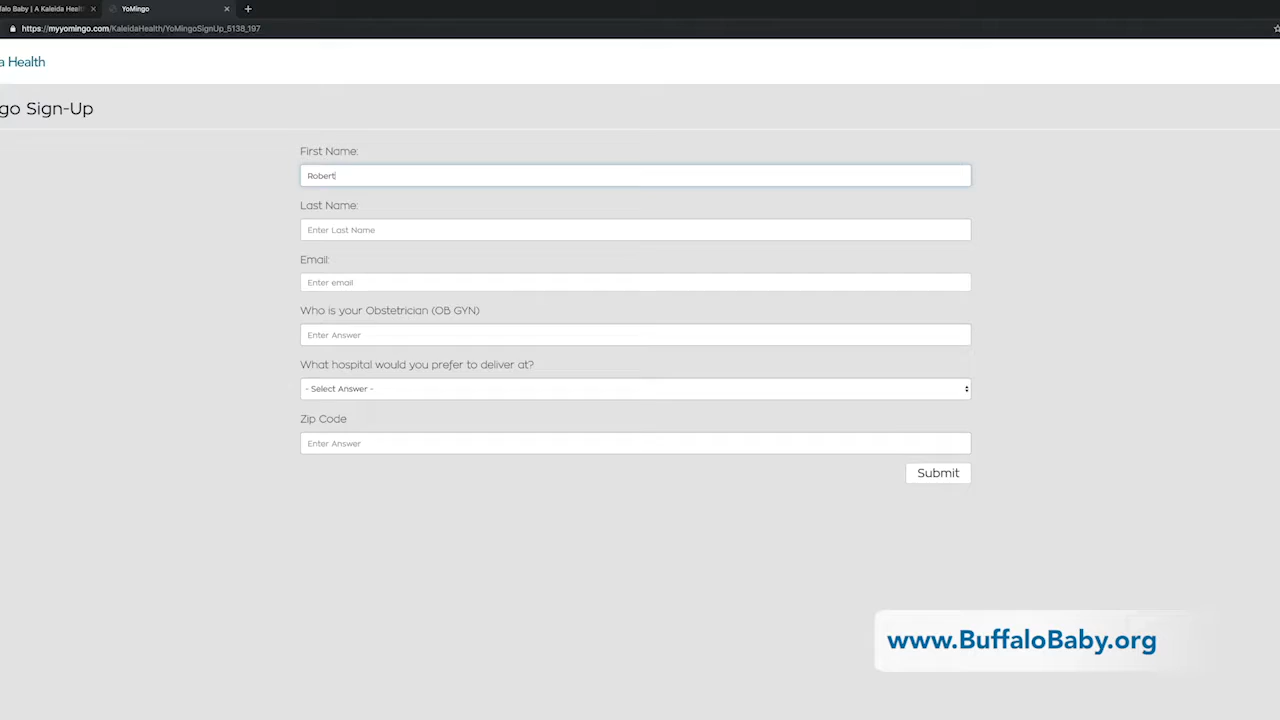 falo Baby | A Kaleida Healt
YoMingo
https://myyomingo.com/KaleidaHealth/YoMingoSignUp_5138_197
a Health
go Sign-Up
First Name:
Robert
Last Name:
Enter Last Name
Email:
Enter email
Who is your Obstetrician (OB GYN)
Enter Answer
What hospital would you prefer to deliver at?
- Select Answer -
Zip Code
Enter Answer
Submit
www.BuffaloBaby.org